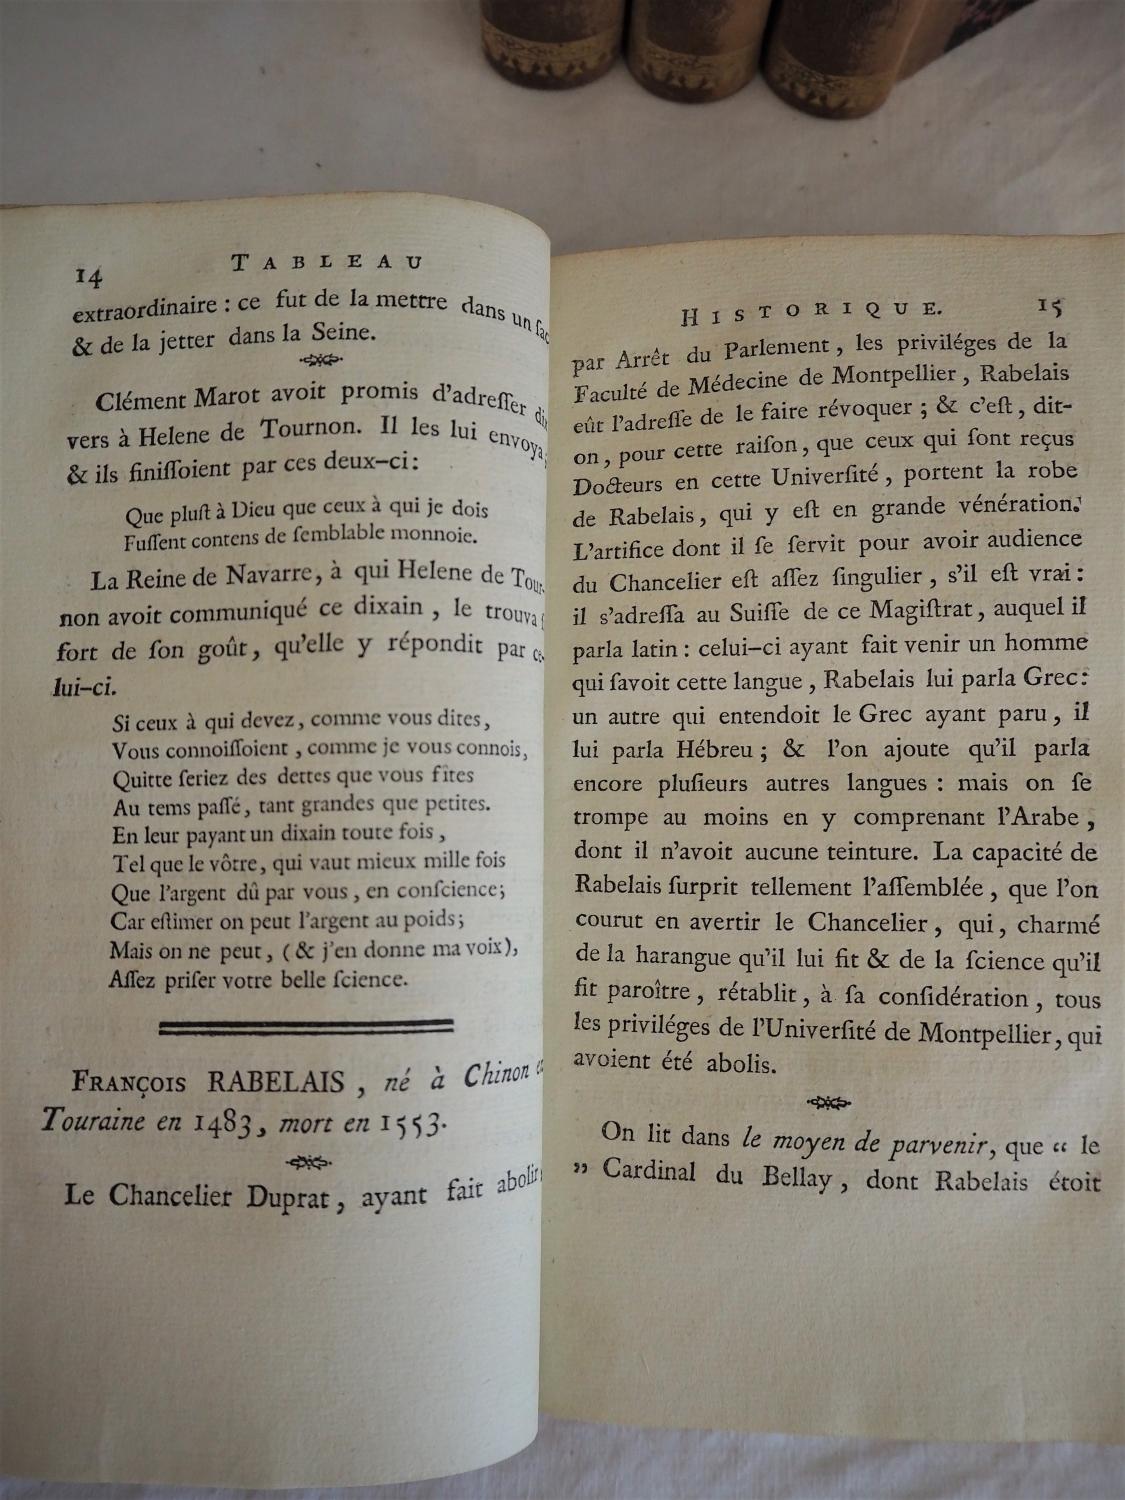 14 TABLEAU
extraordinaire : ce fut de la mettre dans un sac
& de la jetter dans la Seine.
Clément Marot avoit promis d'adreſſer dix
vers à Helene de Tournon. Il les lui envoya,
& ils finiſſoient par ces deux-ci :
Que pluſt à Dieu que ceux à qui je dois
Fuſſent contens de ſemblable monnoie.
La Reine de Navarre, à qui Helene de Tour-
non avoit communiqué ce dixain, le trouva
fort de ſon goût, qu'elle y répondit par ce-
lui-ci.
Si ceux à qui devez, comme vous dites,
Vous connoiſſoient, comme je vous connois,
Quitte ſeriez des dettes que vous fites
Au tems paſſé, tant grandes que petites.
En leur payant un dixain toute fois,
Tel que le vôtre, qui vaut mieux mille fois
Que l'argent dû par vous, en conſcience;
Car eſtimer on peut l'argent au poids;
Mais on ne peut, (& j'en donne ma voix),
Aſſez priſer votre belle ſcience.
FRANÇOIS RABELAIS, né à Chinon en
Touraine en 1483, mort en 1553.
Le Chancelier Duprat, ayant fait abolir,
HISTORIQUE. 15
par Arrêt du Parlement, les priviléges de la
Faculté de Médecine de Montpellier, Rabelais
eût l'adreſſe de le faire révoquer ; & c'eſt, dit-
on, pour cette raiſon, que ceux qui ſont reçus
Docteurs en cette Univerſité, portent la robe
de Rabelais, qui y eſt en grande vénération.
L'artifice dont il ſe ſervit pour avoir audience
du Chancelier eſt aſſez ſingulier, s'il eſt vrai :
il s'adreſſa au Suiſſe de ce Magiſtrat, auquel il
parla latin : celui-ci ayant fait venir un homme
qui ſavoit cette langue, Rabelais lui parla Grec :
un autre qui entendoit le Grec ayant paru, il
lui parla Hébreu ; & l'on ajoute qu'il parla
encore pluſieurs autres langues : mais on ſe
trompe au moins en y comprenant l'Arabe,
dont il n'avoit aucune teinture. La capacité de
Rabelais ſurprit tellement l'aſſemblée, que l'on
courut en avertir le Chancelier, qui, charmé
de la harangue qu'il lui fit & de la ſcience qu'il
fit paroître, rétablit, à ſa conſidération, tous
les priviléges de l'Univerſité de Montpellier, qui
avoient été abolis.
On lit dans le moyen de parvenir, que “ le
” Cardinal du Bellay, dont Rabelais étoit